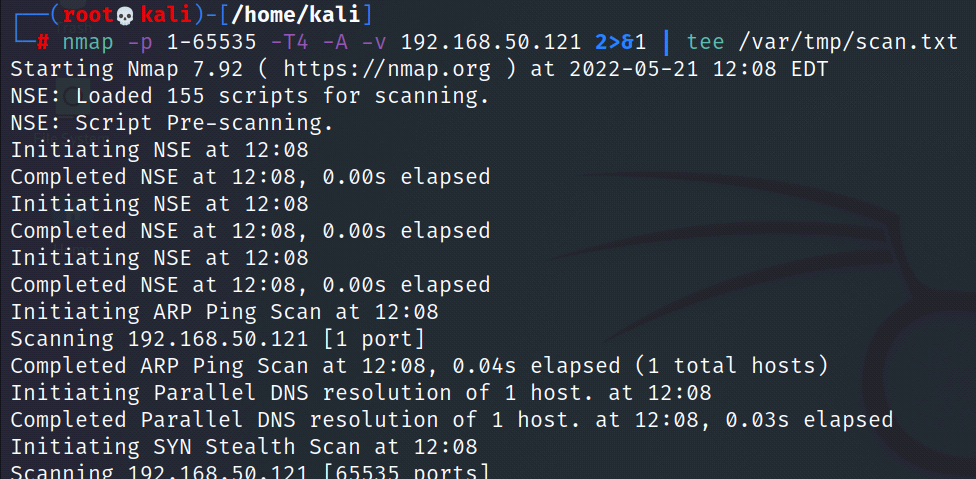 ┌──(root💀kali)-[/home/kali]
└─# nmap -p 1-65535 -T4 -A -v 192.168.50.121 2>&1 | tee /var/tmp/scan.txt
Starting Nmap 7.92 ( https://nmap.org ) at 2022-05-21 12:08 EDT
NSE: Loaded 155 scripts for scanning.
NSE: Script Pre-scanning.
Initiating NSE at 12:08
Completed NSE at 12:08, 0.00s elapsed
Initiating NSE at 12:08
Completed NSE at 12:08, 0.00s elapsed
Initiating NSE at 12:08
Completed NSE at 12:08, 0.00s elapsed
Initiating ARP Ping Scan at 12:08
Scanning 192.168.50.121 [1 port]
Completed ARP Ping Scan at 12:08, 0.04s elapsed (1 total hosts)
Initiating Parallel DNS resolution of 1 host. at 12:08
Completed Parallel DNS resolution of 1 host. at 12:08, 0.03s elapsed
Initiating SYN Stealth Scan at 12:08
Scanning 192.168.50.121 [65535 ports]